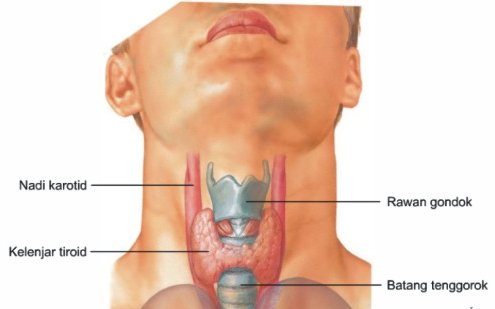 Nadi karotid
Rawan gondok
Kelenjar tiroid
Batang tenggorok